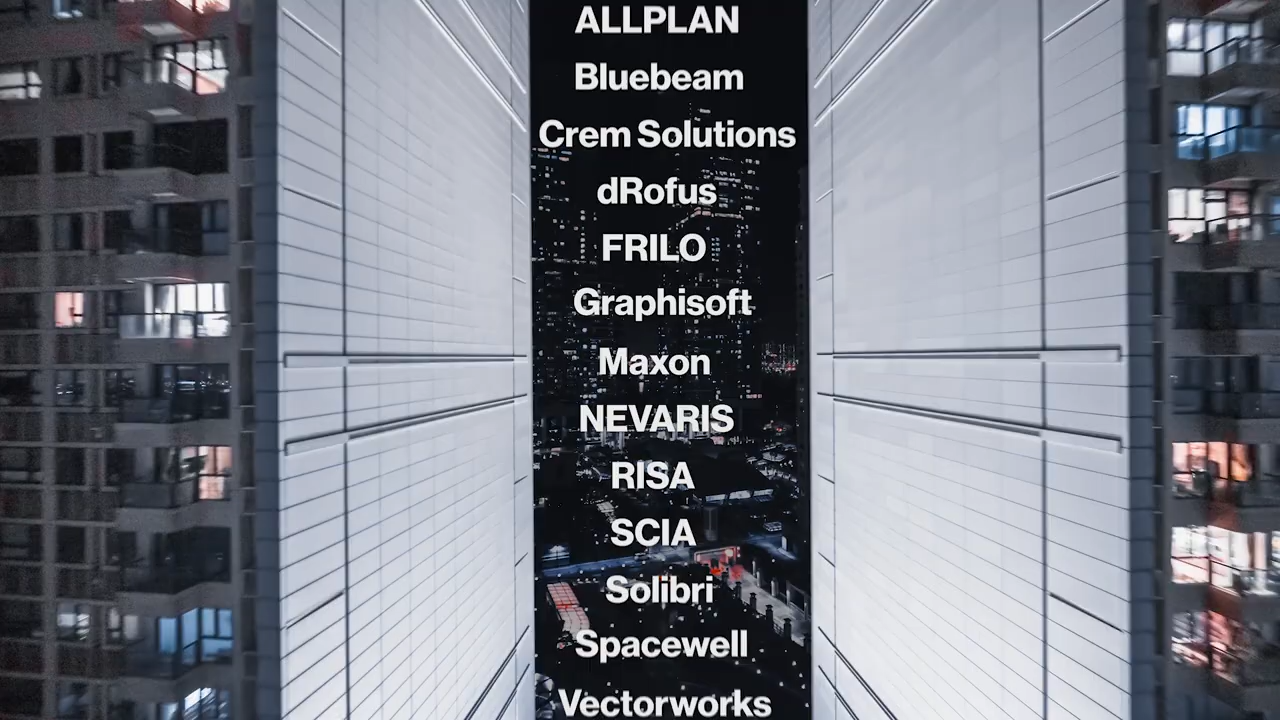 ALLPLAN
Bluebeam
Crem Solutions
dRofus
FRILO
Graphisoft
Maxon
NEVARIS
RISA
SCIA
Solibri
Spacewell
Vectorworks